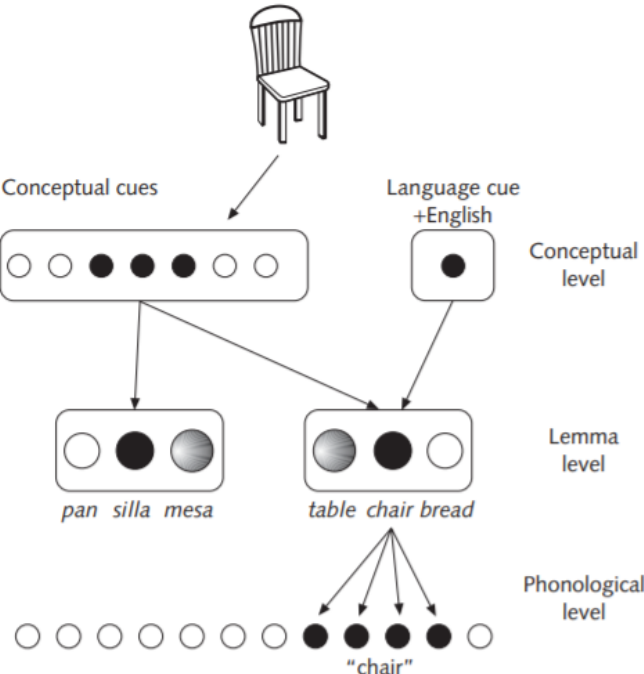 Conceptual cues
Language cue
+English
Conceptual
level
Lemma
level
pan silla mesa
table chair bread
Phonological
level
“chair”